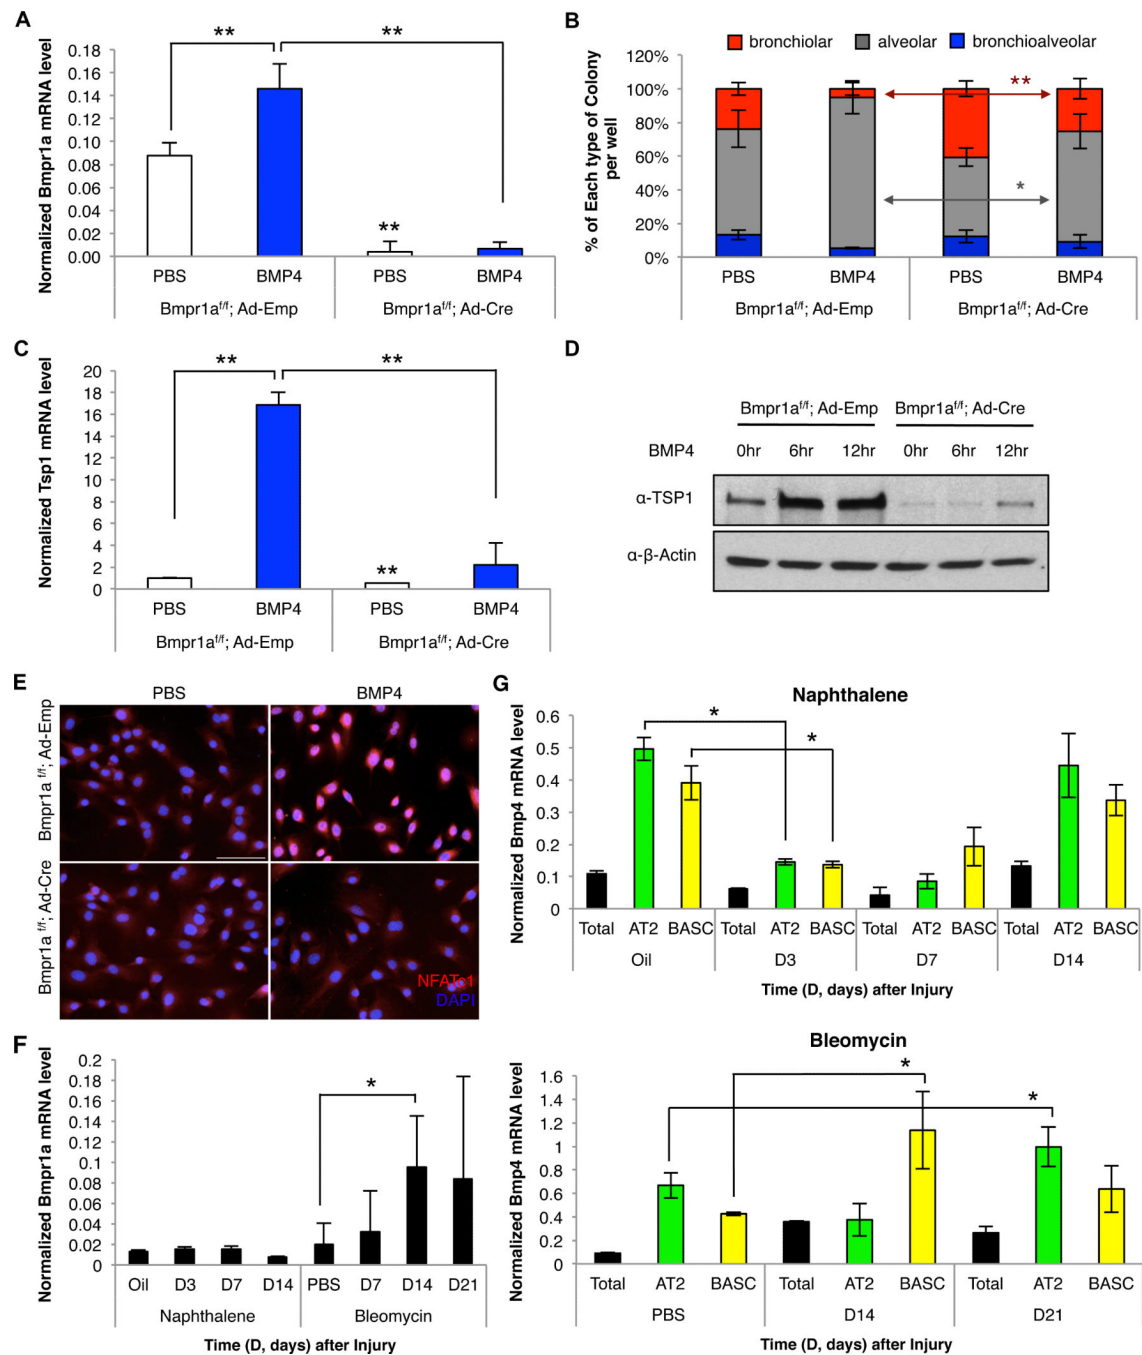 A
Normalized Bmpr1a mRNA level
0.18
0.16
0.14
0.12
0.10
0.08
0.06
0.04
0.02
0.00
**
**
**
PBS
BMP4
PBS
BMP4
Bmpr1a f/f; Ad-Emp
Bmpr1a f/f; Ad-Cre
B
bronchiolar
alveolar
bronchioalveolar
% of Each type of Colony
per well
120%
100%
80%
60%
40%
20%
0%
**
*
PBS
BMP4
PBS
BMP4
Bmpr1a f/f; Ad-Emp
Bmpr1a f/f; Ad-Cre
C
Normalized Tsp1 mRNA level
20
18
16
14
12
10
8
6
4
2
0
**
**
**
PBS
BMP4
PBS
BMP4
Bmpr1a f/f; Ad-Emp
Bmpr1a f/f; Ad-Cre
D
Bmpr1a f/f; Ad-Emp
Bmpr1a f/f; Ad-Cre
BMP4
0hr
6hr
12hr
0hr
6hr
12hr
α-TSP1
α-β-Actin
E
PBS
BMP4
Bmpr1a f/f; Ad-Emp
Bmpr1a f/f; Ad-Cre
NFATc1
DAPI
F
Normalized Bmpr1a mRNA level
0.2
0.18
0.16
0.14
0.12
0.1
0.08
0.06
0.04
0.02
0
*
Oil
D3
D7
D14
PBS
D7
D14
D21
Naphthalene
Bleomycin
Time (D, days) after Injury
G
Naphthalene
Normalized Bmp4 mRNA level
0.6
0.5
0.4
0.3
0.2
0.1
0
*
*
Total AT2 BASC Total AT2 BASC Total AT2 BASC Total AT2 BASC
Oil
D3
D7
D14
Time (D, days) after Injury
Bleomycin
Normalized Bmp4 mRNA level
1.6
1.4
1.2
1
0.8
0.6
0.4
0.2
0
*
*
Total AT2 BASC Total AT2 BASC Total AT2 BASC
PBS
D14
D21
Time (D, days) after Injury